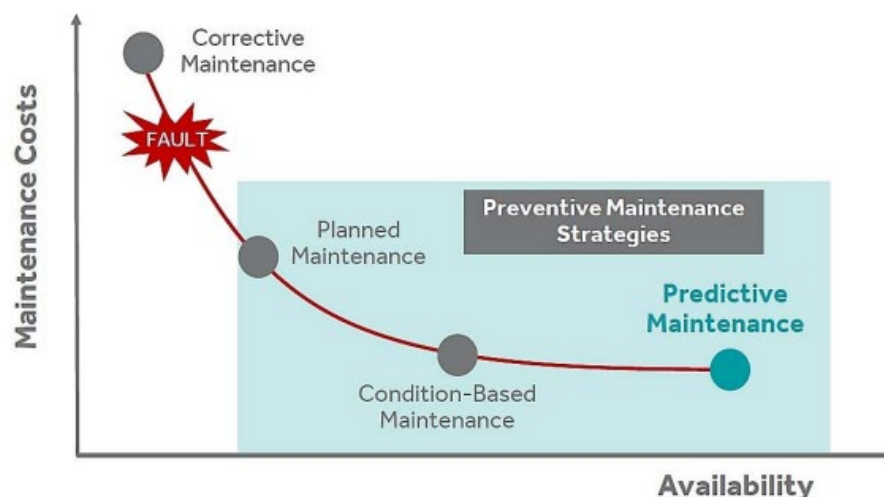 Corrective
Maintenance
FAULT
Maintenance Costs
Planned
Maintenance
Preventive Maintenance
Strategies
Predictive
Maintenance
Condition-Based
Maintenance
Availability